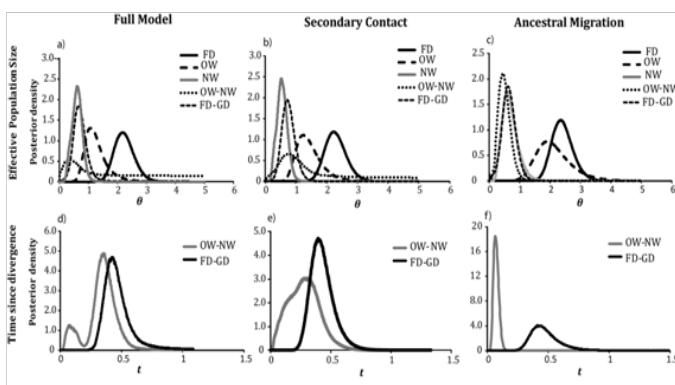 Full Model
Secondary Contact
Ancestral Migration
Effective Population Size
Posterior density
a)
3.0
2.5
2.0
1.5
1.0
0.5
0
0 1 2 3 4 5 6
θ
FD
OW
NW
OW-NW
FD-GD
b)
3.0
2.5
2.0
1.5
1.0
0.5
0
0 1 2 3 4 5 6
θ
FD
OW
NW
OW-NW
FD-GD
c)
2.5
2.0
1.5
1.0
0.5
0
0 1 2 3 4 5 6
θ
FD
OW
NW
OW-NW
FD-GD
Time since divergence
Posterior density
d)
6.0
4.0
2.0
0
0 0.5 1 1.5
t
OW-NW
FD-GD
e)
5.0
4.0
3.0
2.0
1.0
0
0 0.5 1 1.5
t
OW-NW
FD-GD
f)
20
16
12
8
4
0
0 0.5 1 1.5
t
OW-NW
FD-GD